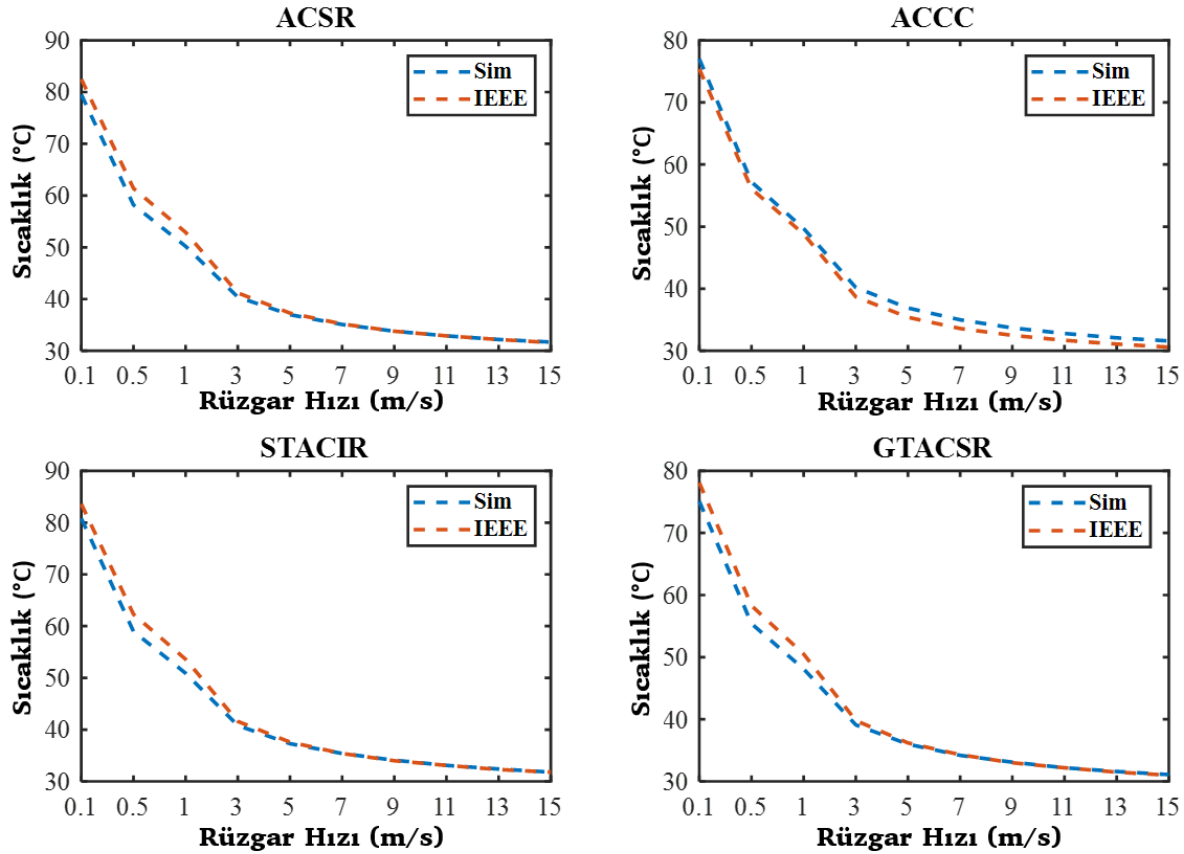 ACSR
90
80
70
60
50
40
30
Sıcaklık (°C)
Sim
IEEE
0.1 0.5 1 3 5 7 9 11 13 15
Rüzgar Hızı (m/s)
ACCC
80
70
60
50
40
30
Sıcaklık (°C)
Sim
IEEE
0.1 0.5 1 3 5 7 9 11 13 15
Rüzgar Hızı (m/s)
STACIR
90
80
70
60
50
40
30
Sıcaklık (°C)
Sim
IEEE
0.1 0.5 1 3 5 7 9 11 13 15
Rüzgar Hızı (m/s)
GTACSR
80
70
60
50
40
30
Sıcaklık (°C)
Sim
IEEE
0.1 0.5 1 3 5 7 9 11 13 15
Rüzgar Hızı (m/s)